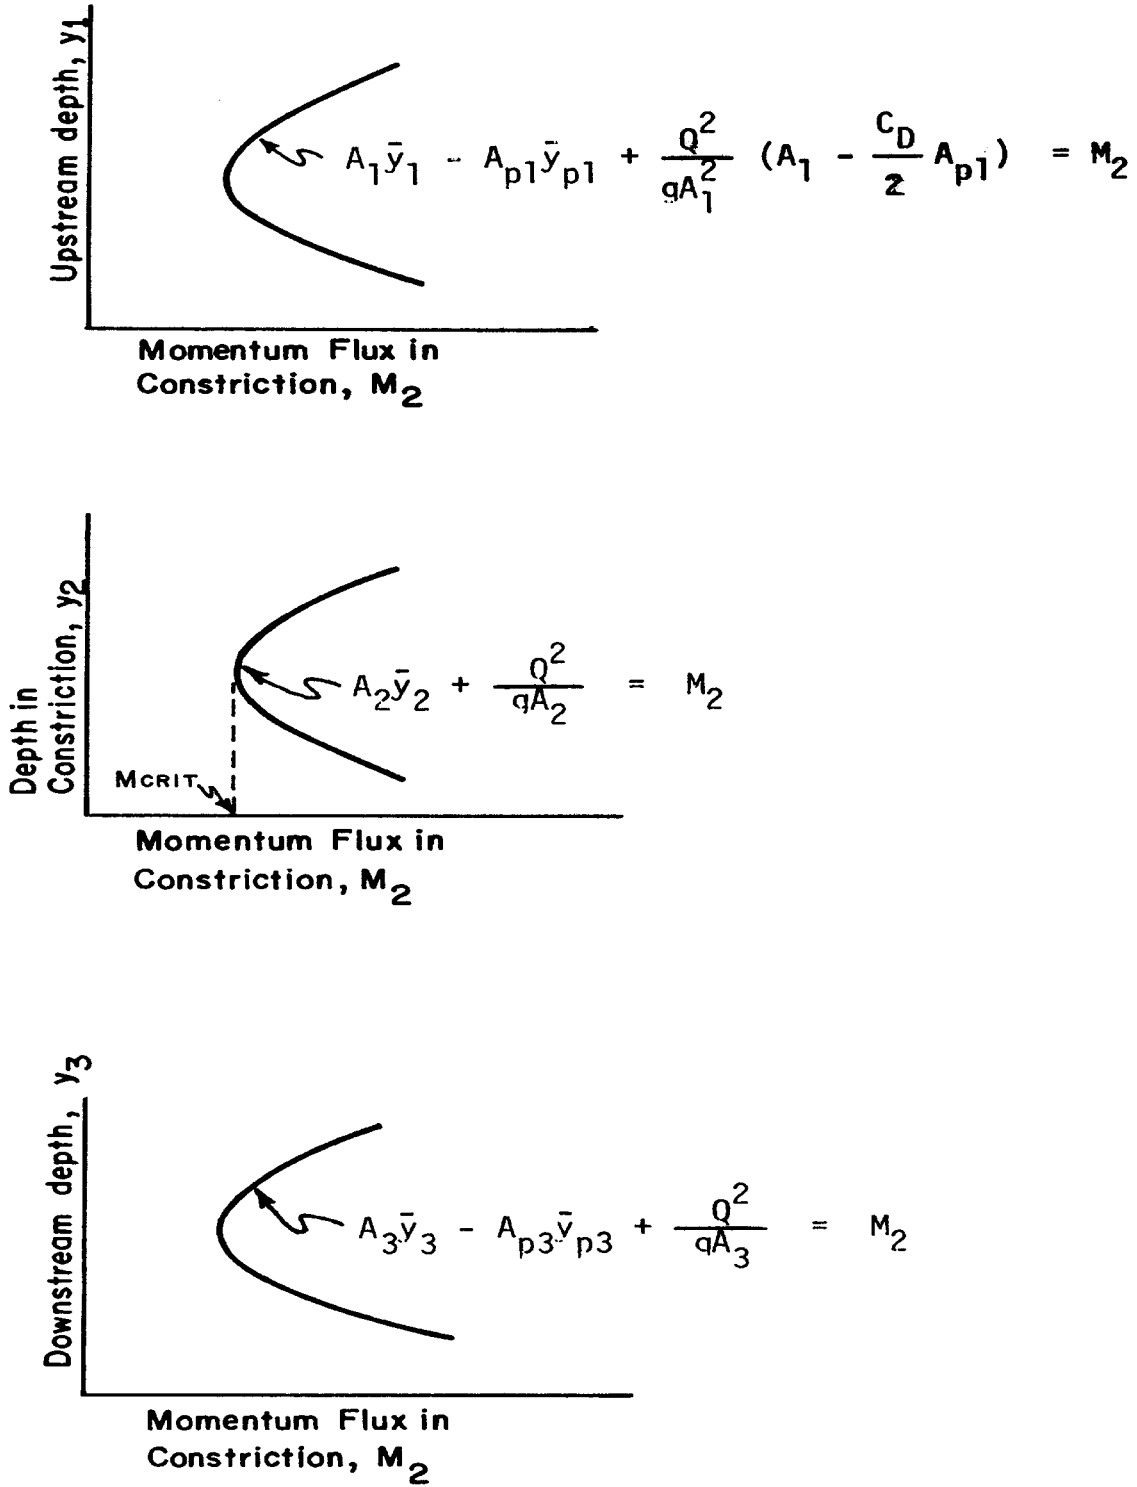 Upstream depth, y1
A1ȳ1 - Ap1ȳp1 + Q²/gA1² (A1 - CD/2 Ap1) = M2
Momentum Flux in
Constriction, M2
Depth in
Constriction, y2
A2ȳ2 + Q²/gA2 = M2
MCRIT
Momentum Flux in
Constriction, M2
Downstream depth, y3
A3ȳ3 - Ap3ȳp3 + Q²/gA3 = M2
Momentum Flux in
Constriction, M2